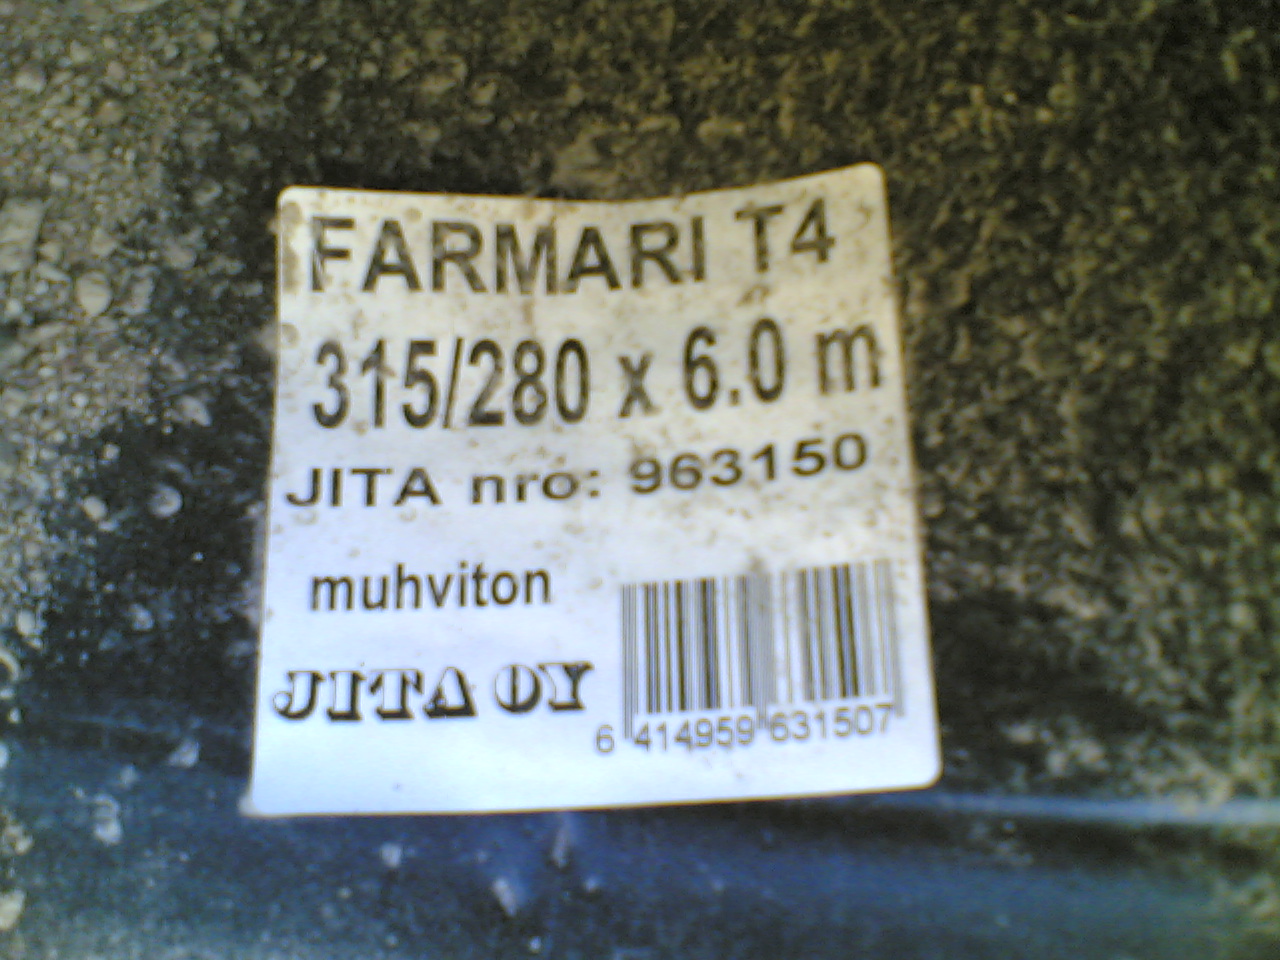 FARMARI T4
315/280 x 6.0 m
JITA nro: 963150
muhviton
JITA OY
6 414959 631507